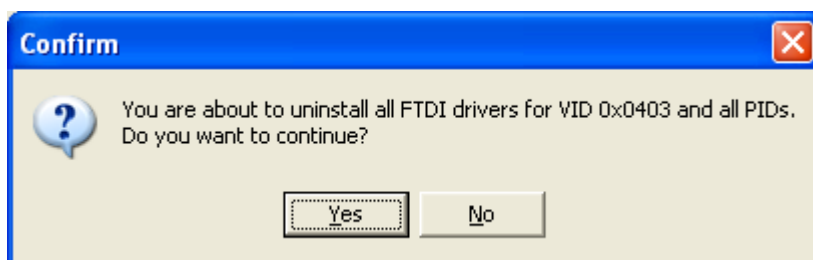 Confirm
You are about to uninstall all FTDI drivers for VID 0x0403 and all PIDs.
Do you want to continue?
Yes
No